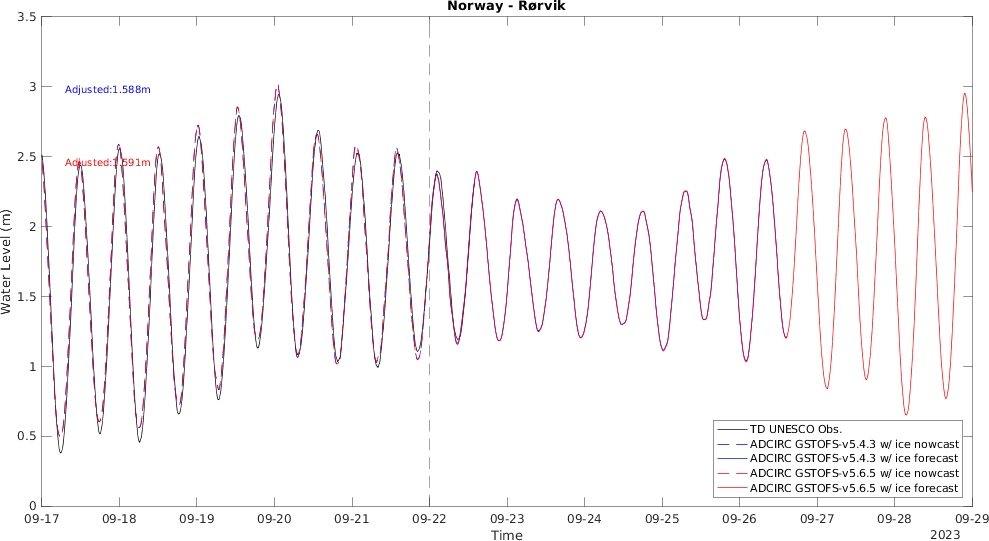 Norway - Rørvik
3.5
3
2.5
2
1.5
1
0.5
0
Water Level (m)
Adjusted:1.588m
Adjusted:1.591m
TD UNESCO Obs.
ADCIRC GSTOFS-v5.4.3 w/ ice nowcast
ADCIRC GSTOFS-v5.4.3 w/ ice forecast
ADCIRC GSTOFS-v5.6.5 w/ ice nowcast
ADCIRC GSTOFS-v5.6.5 w/ ice forecast
09-17 09-18 09-19 09-20 09-21 09-22 09-23 09-24 09-25 09-26 09-27 09-28 09-29
Time
2023